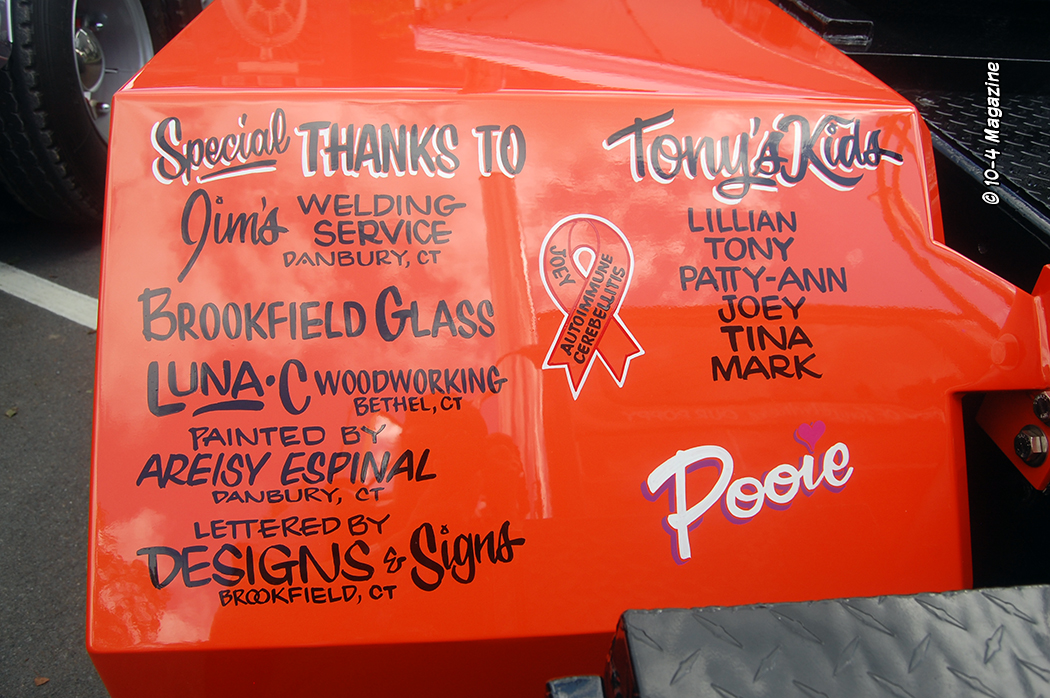 Special THANKS TO
Jim's WELDING
SERVICE
DANBURY, CT
BROOKFIELD GLASS
LUNA·C WOODWORKING
BETHEL, CT
PAINTED BY
AREISY ESPINAL
DANBURY, CT
LETTERED BY
DESIGNS & Signs
BROOKFIELD, CT
JOEY
AUTOIMMUNE
CEREBELLITIS
Tony's Kids
LILLIAN
TONY
PATTY-ANN
JOEY
TINA
MARK
Pooie
© 10-4 Magazine